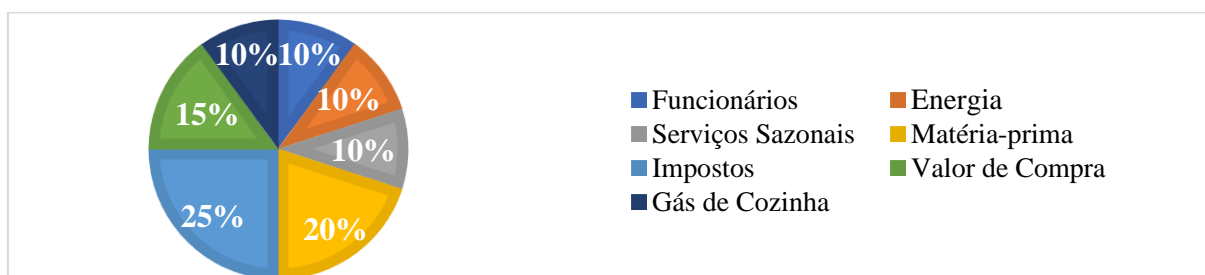 10% 10%
10%
15%
10%
25%
20%
Funcionários Energia
Serviços Sazonais Matéria-prima
Impostos Valor de Compra
Gás de Cozinha